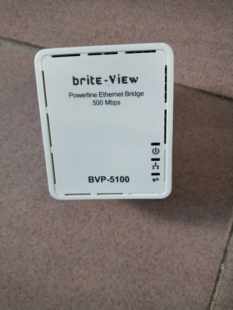 brite-View
Powerline Ethernet Bridge
500 Mbps
BVP-5100